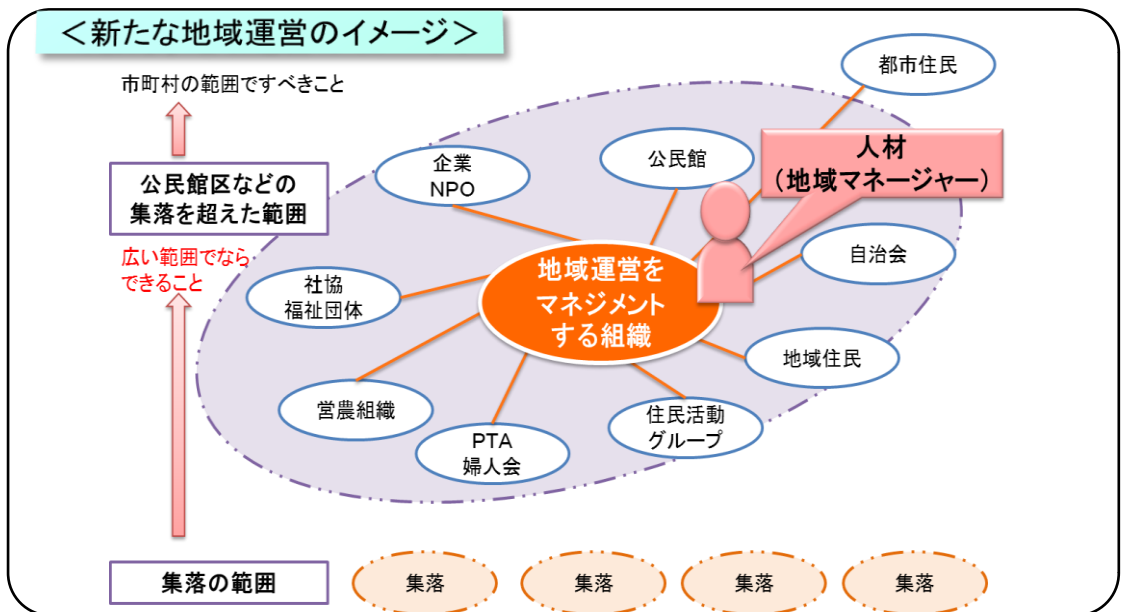 ＜新たな地域運営のイメージ＞
市町村の範囲ですべきこと
都市住民
公民館
人材
（地域マネージャー）
企業
NPO
公民館区などの
集落を超えた範囲
広い範囲でなら
できること
自治会
地域運営を
マネジメント
する組織
社協
福祉団体
地域住民
営農組織
住民活動
グループ
PTA
婦人会
集落の範囲
集落
集落
集落
集落